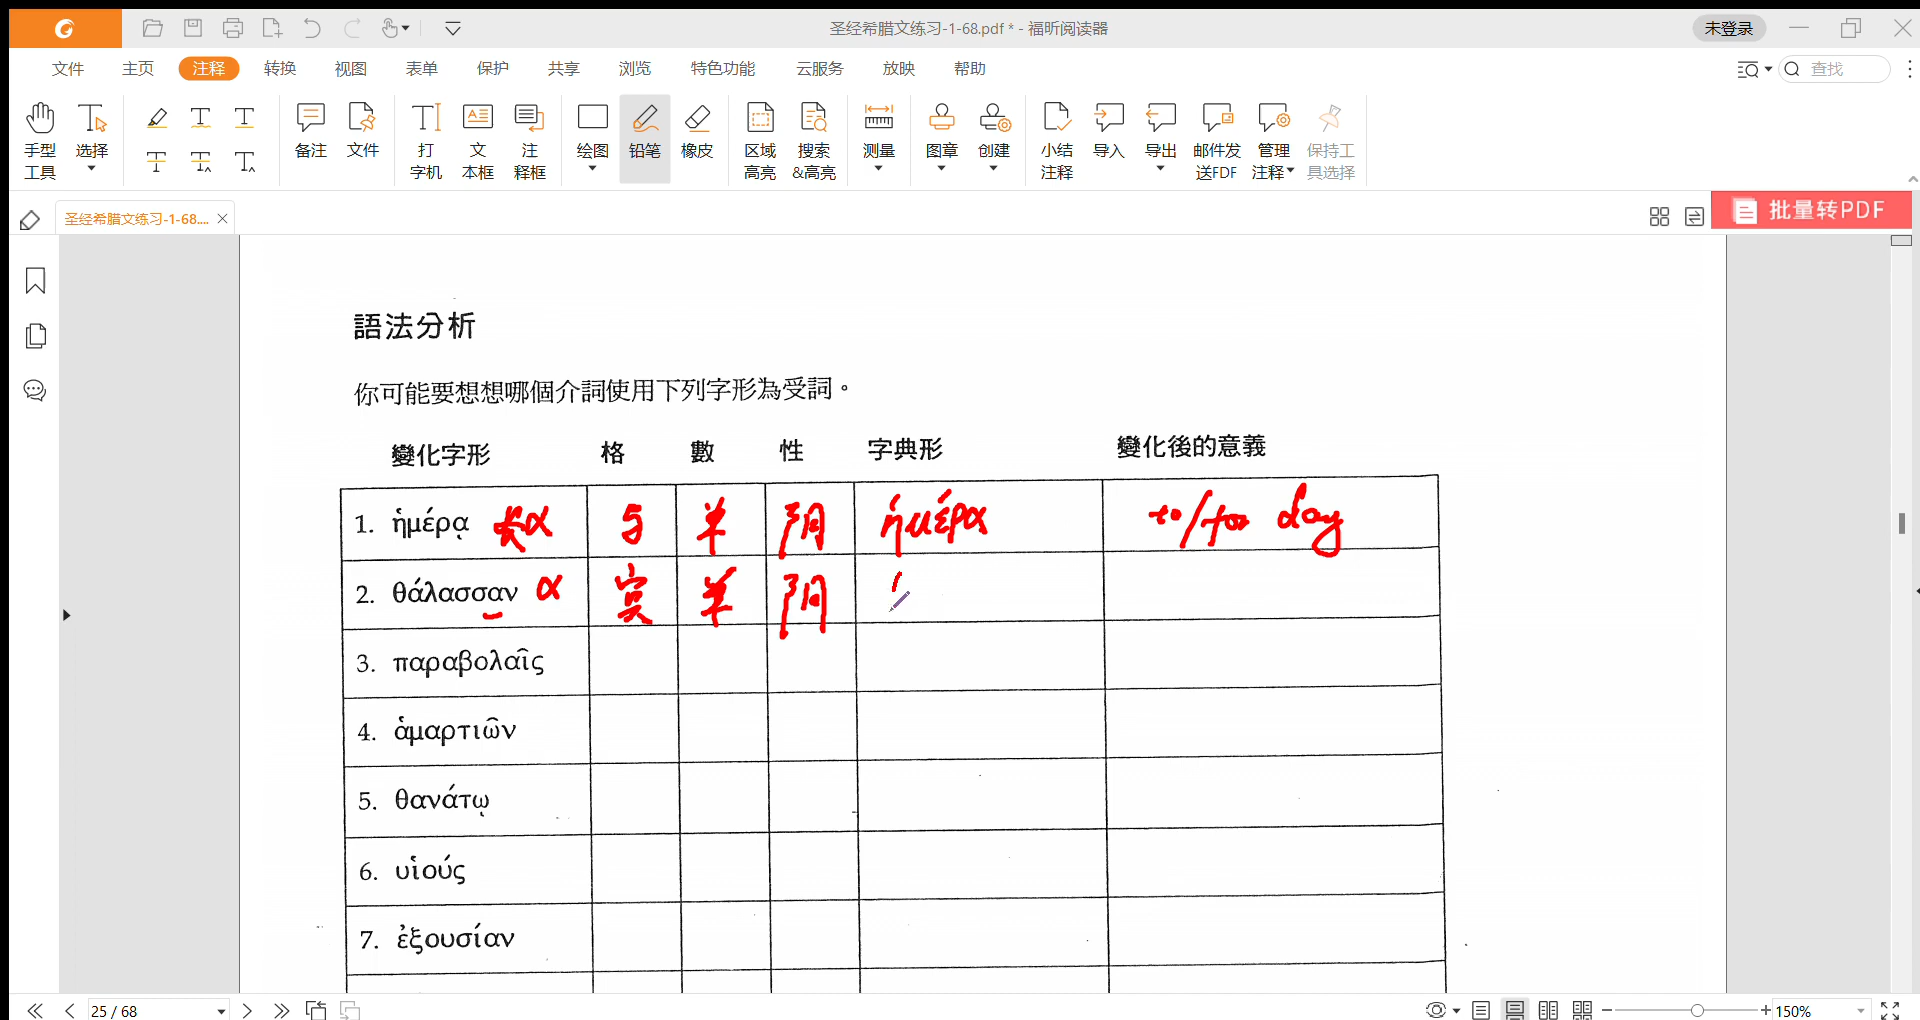 圣经希腊文练习-1-68.pdf * - 福昕阅读器
未登录
文件 主页 注释 转换 视图 表单 保护 共享 浏览 特色功能 云服务 放映 帮助
查找
手型工具 选择 备注 文件 打字机 文本框 注释框 绘图 铅笔 橡皮 区域高亮 搜索&高亮 测量 图章 创建 小结注释 导入 导出 邮件发送FDF 管理注释 保持工具选择
圣经希腊文练习-1-68....
批量转PDF
語法分析
你可能要想想哪個介詞使用下列字形為受詞。
變化字形 格 數 性 字典形 變化後的意義
1. ἡμέρᾳ α 与 单 阴 ἡμέρα to/for day
2. θάλασσαν α 宾 单 阴
3. παραβολαῖς
4. ἁμαρτιῶν
5. θανάτῳ
6. υἱούς
7. ἐξουσίαν
25 / 68
150%